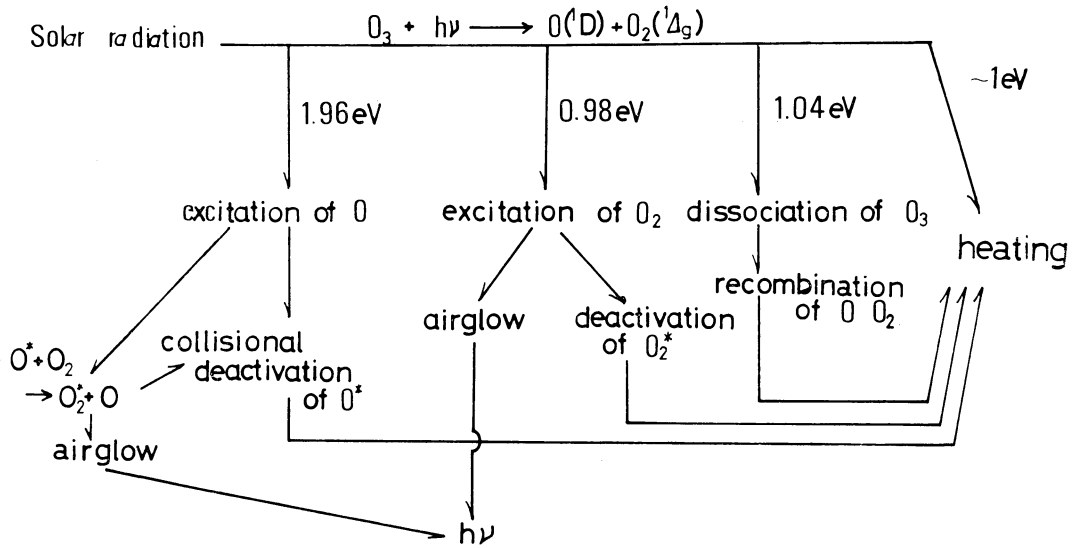 Solar radiation
O₃ + hν ⟶ O(¹D) + O₂(¹Δg)
~1eV
1.96eV
0.98eV
1.04eV
excitation of O
excitation of O₂
dissociation of O₃
heating
recombination
of O O₂
airglow
deactivation
of O₂*
collisional
deactivation
of O*
O* + O₂
→ O₂* + O
airglow
hν